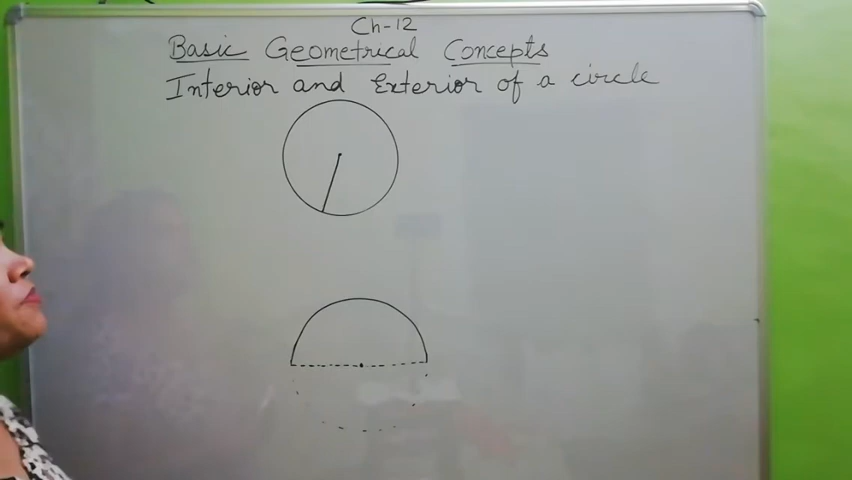 Ch-12
Basic Geometrical Concepts
Interior and Exterior of a circle